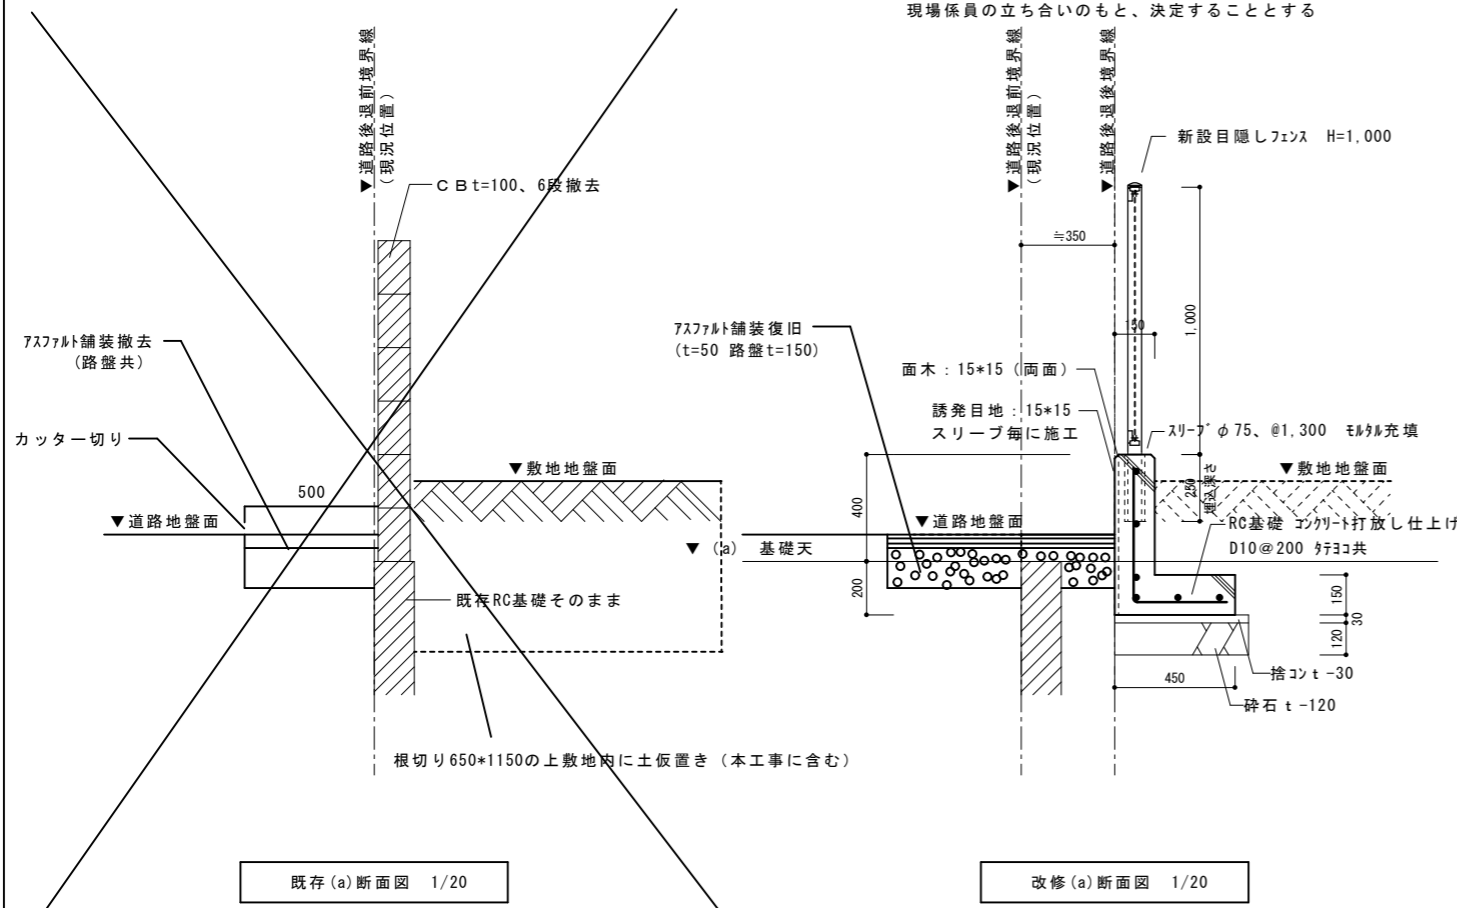 現場係員の立ち合いのもと、決定することとする
▼道路後退前境界線
(現況位置)
CBt=100、6段撤去
アスファルト舗装撤去
(路盤共)
カッター切り
500
▼敷地地盤面
▼道路地盤面
既存RC基礎そのまま
根切り650*1150の上敷地内に土仮置き（本工事に含む）
既存(a)断面図 1/20
▼道路後退前境界線
(現況位置)
▼道路後退後境界線
新設目隠しフェンス H=1,000
≒350
150
1,000
アスファルト舗装復旧
(t=50 路盤t=150)
面木：15*15（両面）
誘発目地：15*15
スリーブ毎に施工
スリーブφ75、@1,300 モルタル充填
▼敷地地盤面
250
埋込深さ
400
▼道路地盤面
▼ (a) 基礎天
RC基礎 コンクリート打放し仕上げ
D10@200 タテヨコ共
200
150
30
120
450
捨コンt-30
砕石t-120
改修(a)断面図 1/20